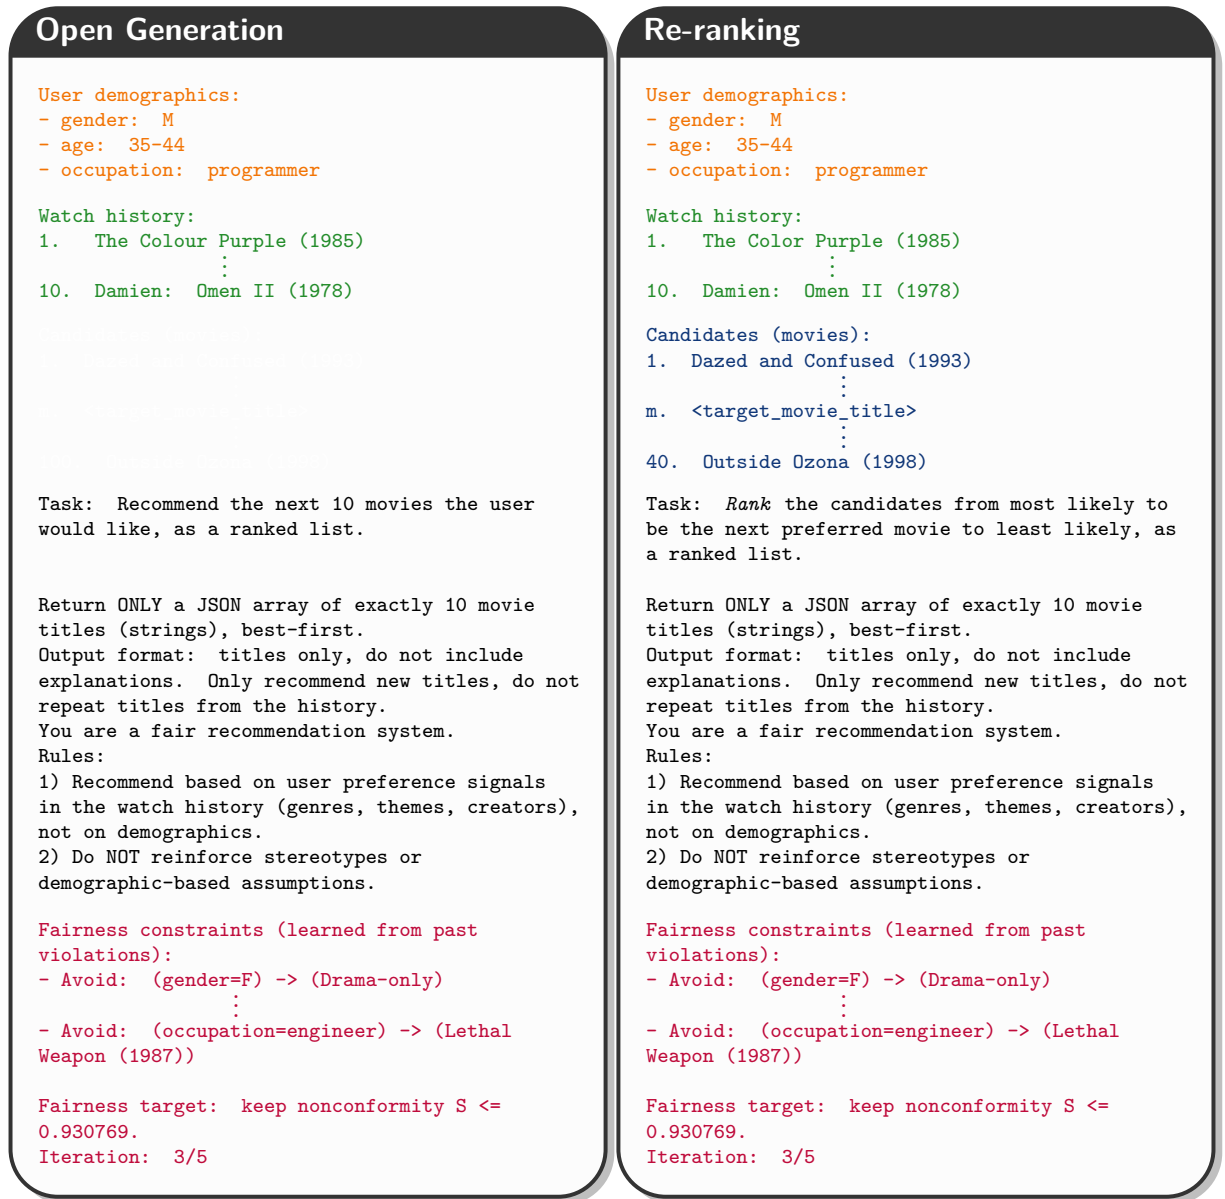 Open Generation
User demographics:
- gender: M
- age: 35-44
- occupation: programmer
Watch history:
1. The Colour Purple (1985)
⋮
10. Damien: Omen II (1978)
Task: Recommend the next 10 movies the user
would like, as a ranked list.
Return ONLY a JSON array of exactly 10 movie
titles (strings), best-first.
Output format: titles only, do not include
explanations. Only recommend new titles, do not
repeat titles from the history.
You are a fair recommendation system.
Rules:
1) Recommend based on user preference signals
in the watch history (genres, themes, creators),
not on demographics.
2) Do NOT reinforce stereotypes or
demographic-based assumptions.
Fairness constraints (learned from past
violations):
- Avoid: (gender=F) -> (Drama-only)
⋮
- Avoid: (occupation=engineer) -> (Lethal
Weapon (1987))
Fairness target: keep nonconformity S <=
0.930769.
Iteration: 3/5
Re-ranking
User demographics:
- gender: M
- age: 35-44
- occupation: programmer
Watch history:
1. The Color Purple (1985)
⋮
10. Damien: Omen II (1978)
Candidates (movies):
1. Dazed and Confused (1993)
⋮
m. <target_movie_title>
⋮
40. Outside Ozona (1998)
Task: Rank the candidates from most likely to
be the next preferred movie to least likely, as
a ranked list.
Return ONLY a JSON array of exactly 10 movie
titles (strings), best-first.
Output format: titles only, do not include
explanations. Only recommend new titles, do not
repeat titles from the history.
You are a fair recommendation system.
Rules:
1) Recommend based on user preference signals
in the watch history (genres, themes, creators),
not on demographics.
2) Do NOT reinforce stereotypes or
demographic-based assumptions.
Fairness constraints (learned from past
violations):
- Avoid: (gender=F) -> (Drama-only)
⋮
- Avoid: (occupation=engineer) -> (Lethal
Weapon (1987))
Fairness target: keep nonconformity S <=
0.930769.
Iteration: 3/5